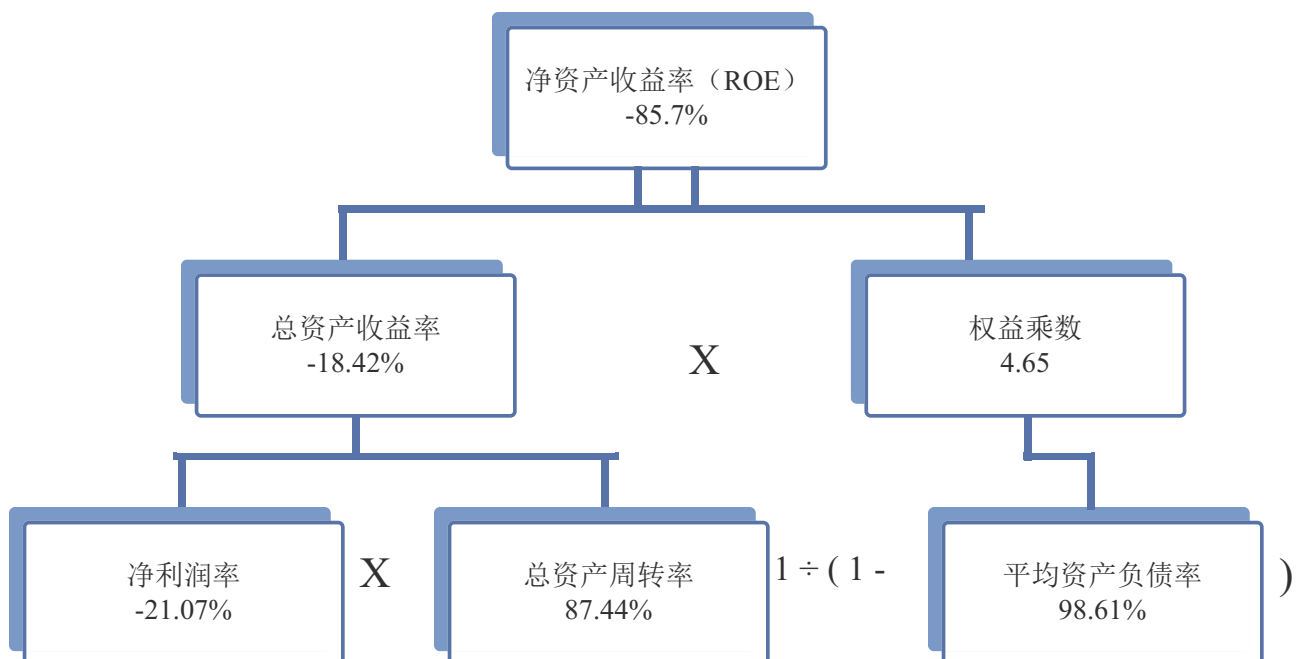 净资产收益率（ROE）
-85.7%
总资产收益率
-18.42%
X
权益乘数
4.65
净利润率
-21.07%
X
总资产周转率
87.44%
1 ÷ ( 1 -
平均资产负债率
98.61%
)